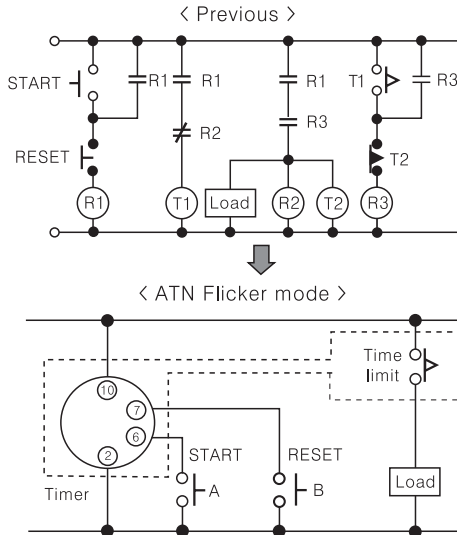 < Previous >
START
R1
R1
R1
T1
R3
R2
R3
RESET
T2
R1
T1
Load
R2
T2
R3
< ATN Flicker mode >
Time
limit
10
7
6
2
START
RESET
Timer
A
B
Load